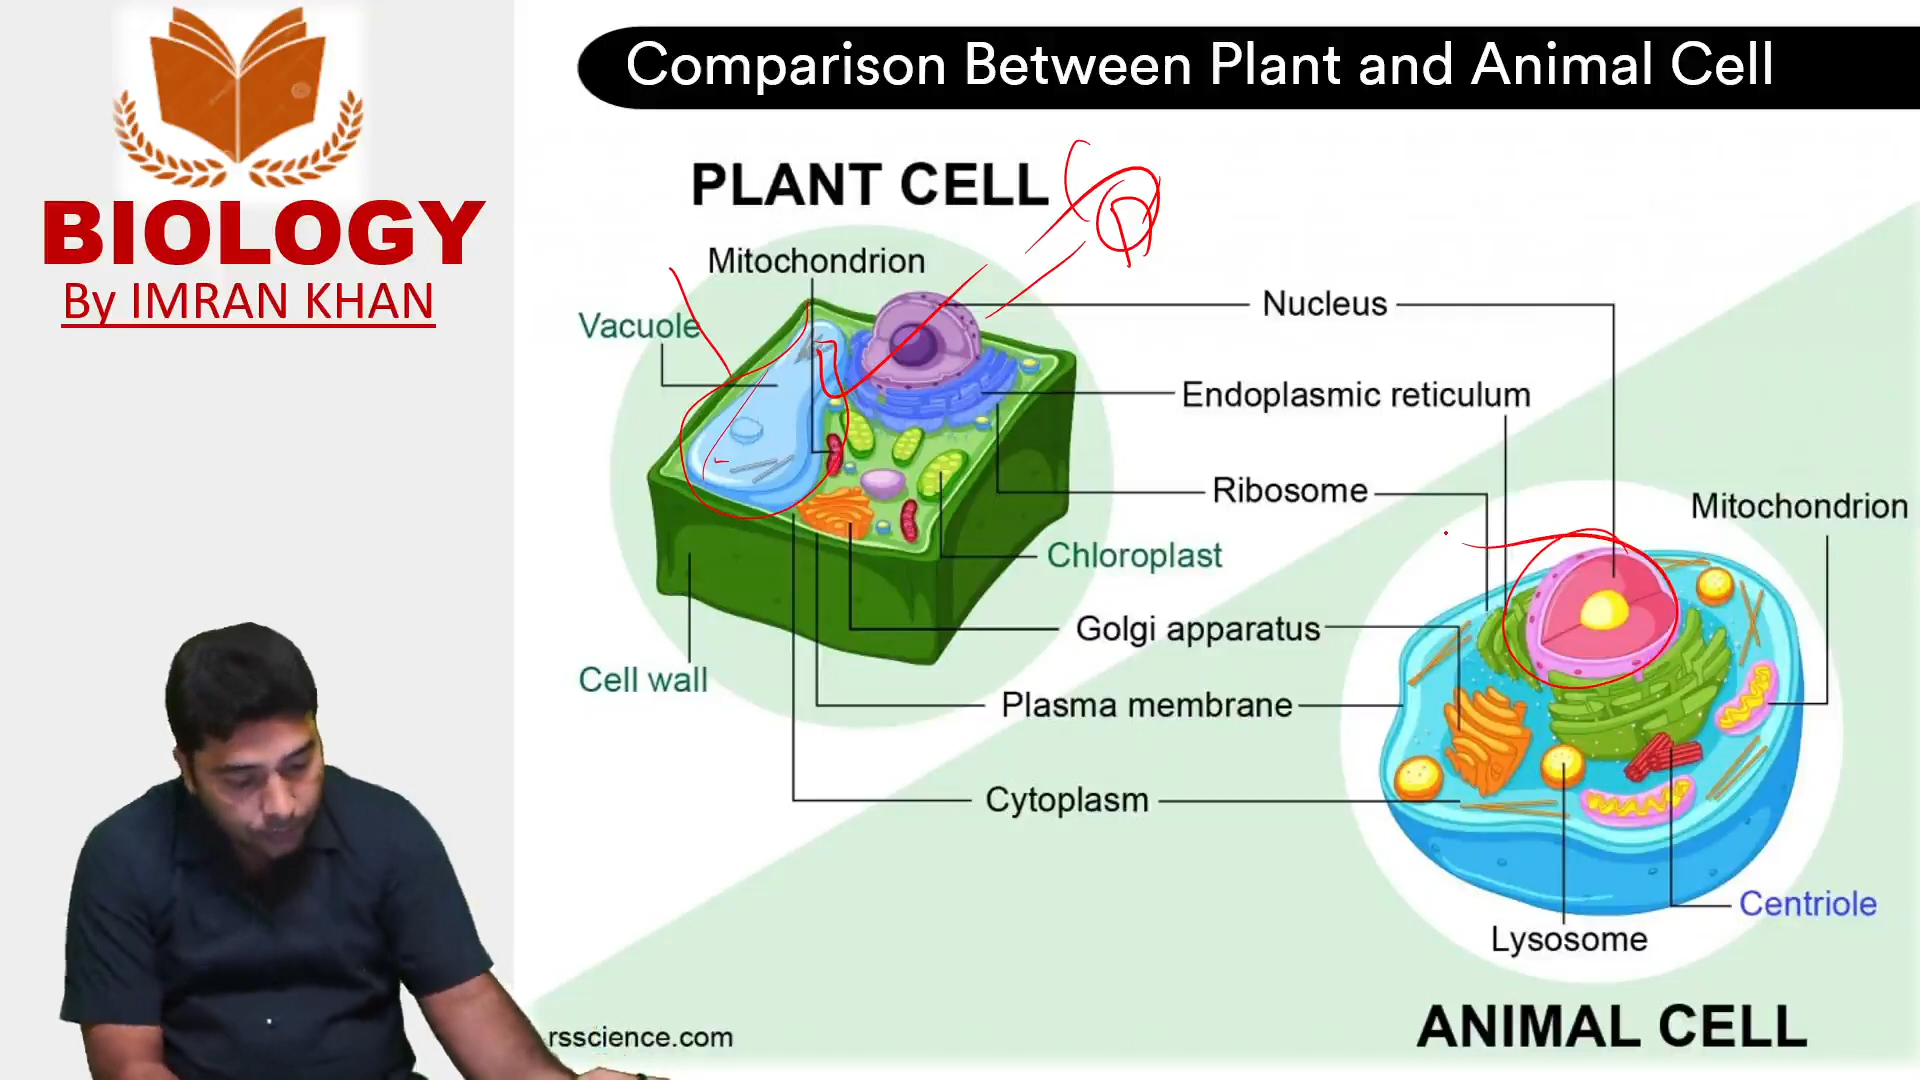 BIOLOGY
By IMRAN KHAN
Comparison Between Plant and Animal Cell
PLANT CELL
Mitochondrion
Vacuole
Nucleus
Endoplasmic reticulum
Ribosome
Mitochondrion
Chloroplast
Golgi apparatus
Cell wall
Plasma membrane
Cytoplasm
Centriole
Lysosome
rsscience.com
ANIMAL CELL